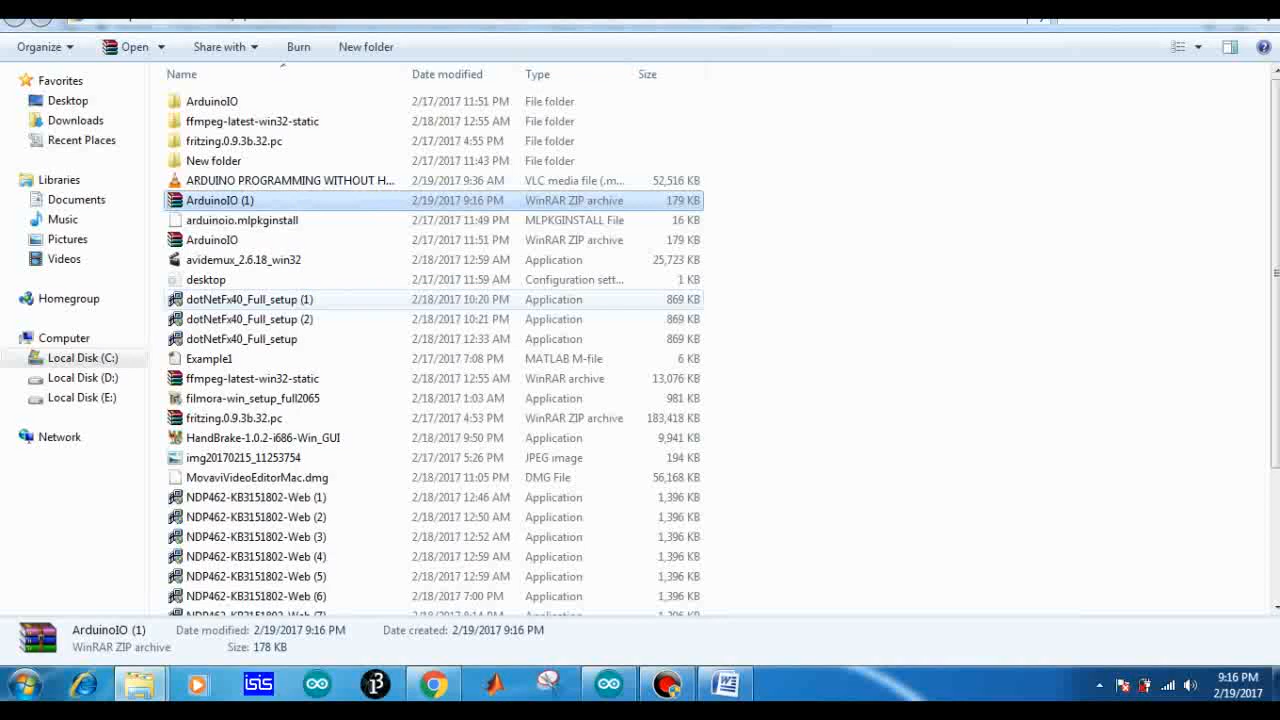 Organize Open Share with Burn New folder
Name Date modified Type Size
Favorites
Desktop
Downloads
Recent Places
Libraries
Documents
Music
Pictures
Videos
Homegroup
Computer
Local Disk (C:)
Local Disk (D:)
Local Disk (E:)
Network
ArduinoIO 2/17/2017 11:51 PM File folder
ffmpeg-latest-win32-static 2/18/2017 12:55 AM File folder
fritzing.0.9.3b.32.pc 2/17/2017 4:55 PM File folder
New folder 2/17/2017 11:43 PM File folder
ARDUINO PROGRAMMING WITHOUT H... 2/19/2017 9:36 AM VLC media file (.m... 52,516 KB
ArduinoIO (1) 2/19/2017 9:16 PM WinRAR ZIP archive 179 KB
arduinoio.mlpkginstall 2/17/2017 11:49 PM MLPKGINSTALL File 16 KB
ArduinoIO 2/17/2017 11:51 PM WinRAR ZIP archive 179 KB
avidemux_2.6.18_win32 2/18/2017 12:59 AM Application 25,723 KB
desktop 2/17/2017 11:59 AM Configuration sett... 1 KB
dotNetFx40_Full_setup (1) 2/18/2017 10:20 PM Application 869 KB
dotNetFx40_Full_setup (2) 2/18/2017 10:21 PM Application 869 KB
dotNetFx40_Full_setup 2/18/2017 12:33 AM Application 869 KB
Example1 2/17/2017 7:08 PM MATLAB M-file 6 KB
ffmpeg-latest-win32-static 2/18/2017 12:55 AM WinRAR archive 13,076 KB
filmora-win_setup_full2065 2/18/2017 1:03 AM Application 981 KB
fritzing.0.9.3b.32.pc 2/17/2017 4:53 PM WinRAR ZIP archive 183,418 KB
HandBrake-1.0.2-i686-Win_GUI 2/18/2017 9:50 PM Application 9,941 KB
img20170215_11253754 2/17/2017 5:26 PM JPEG image 194 KB
MovaviVideoEditorMac.dmg 2/18/2017 11:05 PM DMG File 56,168 KB
NDP462-KB3151802-Web (1) 2/18/2017 12:46 AM Application 1,396 KB
NDP462-KB3151802-Web (2) 2/18/2017 12:50 AM Application 1,396 KB
NDP462-KB3151802-Web (3) 2/18/2017 12:52 AM Application 1,396 KB
NDP462-KB3151802-Web (4) 2/18/2017 12:59 AM Application 1,396 KB
NDP462-KB3151802-Web (5) 2/18/2017 12:59 AM Application 1,396 KB
NDP462-KB3151802-Web (6) 2/18/2017 7:00 PM Application 1,396 KB
NDP462-KB3151802-Web (7) 2/18/2017 8:14 PM Application 1,396 KB
ArduinoIO (1) Date modified: 2/19/2017 9:16 PM Date created: 2/19/2017 9:16 PM
WinRAR ZIP archive Size: 178 KB
isis
9:16 PM
2/19/2017